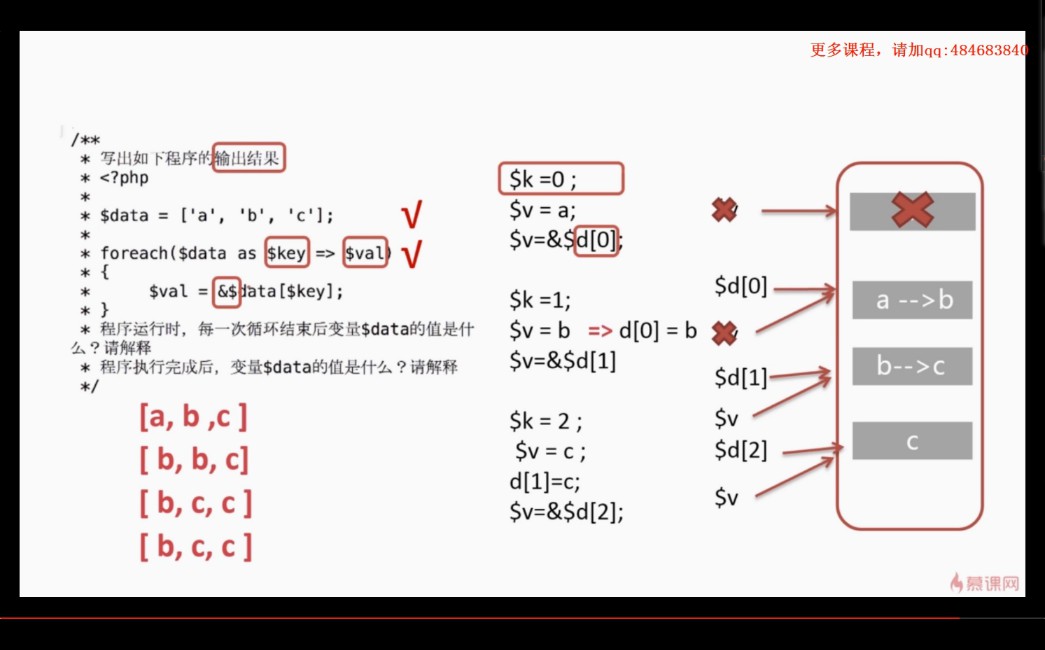 更多课程，请加qq:484683840
/**
* 写出如下程序的输出结果
* <?php
*
* $data = ['a', 'b', 'c'];
*
* foreach($data as $key => $val)
* {
* $val = &$data[$key];
* }
* 程序运行时，每一次循环结束后变量$data的值是什
么？请解释
* 程序执行完成后，变量$data的值是什么？请解释
*/
[a, b ,c ]
[ b, b, c]
[ b, c, c ]
[ b, c, c ]
$k =0 ;
$v = a;
$v=&$d[0];
$k =1;
$v = b => d[0] = b
$v=&$d[1]
$k = 2 ;
$v = c ;
d[1]=c;
$v=&$d[2];
$d[0]
$d[1]
$v
$d[2]
$v
a -->b
b-->c
c
慕课网